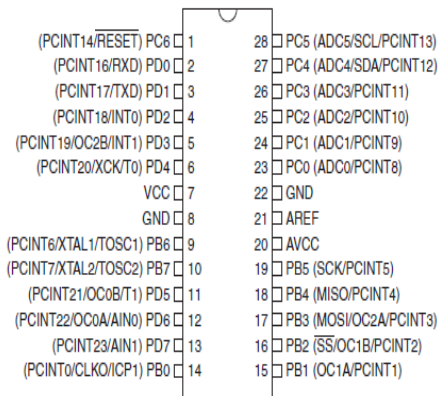 (PCINT14/RESET) PC6 1 28 PC5 (ADC5/SCL/PCINT13)
(PCINT16/RXD) PD0 2 27 PC4 (ADC4/SDA/PCINT12)
(PCINT17/TXD) PD1 3 26 PC3 (ADC3/PCINT11)
(PCINT18/INT0) PD2 4 25 PC2 (ADC2/PCINT10)
(PCINT19/OC2B/INT1) PD3 5 24 PC1 (ADC1/PCINT9)
(PCINT20/XCK/T0) PD4 6 23 PC0 (ADC0/PCINT8)
VCC 7 22 GND
GND 8 21 AREF
(PCINT6/XTAL1/TOSC1) PB6 9 20 AVCC
(PCINT7/XTAL2/TOSC2) PB7 10 19 PB5 (SCK/PCINT5)
(PCINT21/OC0B/T1) PD5 11 18 PB4 (MISO/PCINT4)
(PCINT22/OC0A/AIN0) PD6 12 17 PB3 (MOSI/OC2A/PCINT3)
(PCINT23/AIN1) PD7 13 16 PB2 (SS/OC1B/PCINT2)
(PCINT0/CLKO/ICP1) PB0 14 15 PB1 (OC1A/PCINT1)